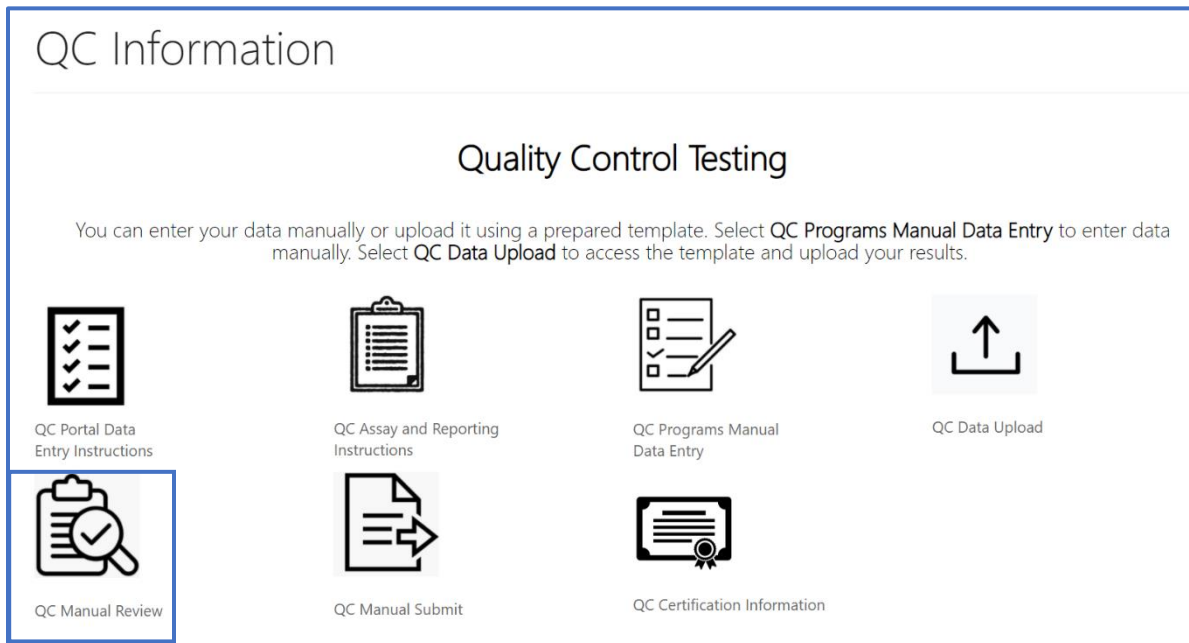 QC Information
Quality Control Testing
You can enter your data manually or upload it using a prepared template. Select QC Programs Manual Data Entry to enter data
manually. Select QC Data Upload to access the template and upload your results.
QC Portal Data
Entry Instructions
QC Assay and Reporting
Instructions
QC Programs Manual
Data Entry
QC Data Upload
QC Manual Review
QC Manual Submit
QC Certification Information